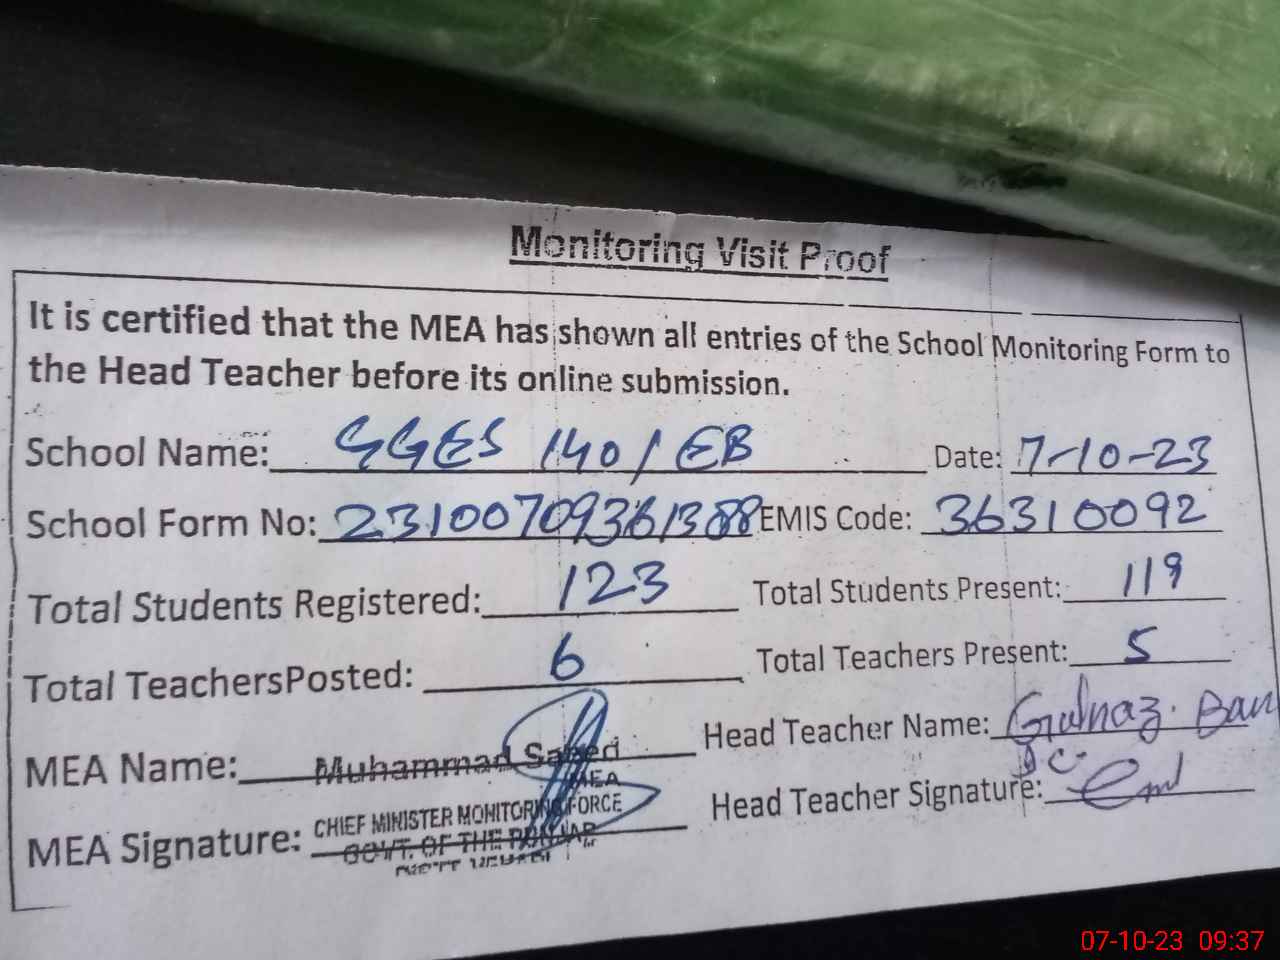 Monitoring Visit Proof
It is certified that the MEA has shown all entries of the School Monitoring Form to
the Head Teacher before its online submission.
School Name: GGES 140/EB Date: 7-10-23
School Form No: EMIS Code: 36310092
Total Students Registered: 123 Total Students Present: 119
Total TeachersPosted: 6 Total Teachers Present: 5
MEA Name: Muhammad Saeed Head Teacher Name: Gulnaz. Ban
MEA
MEA Signature: CHIEF MINISTER MONITORING FORCE Head Teacher Signature:
GOVT. OF THE PUNJAB
07-10-23 09:37